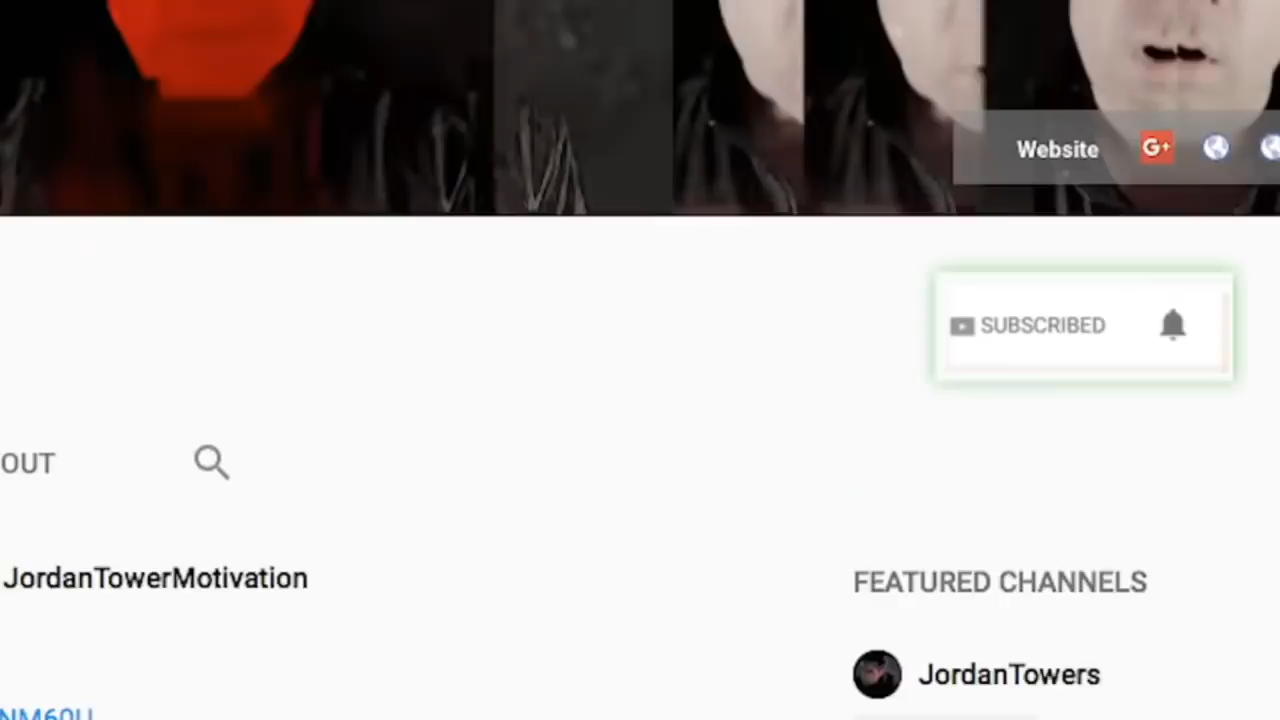 Website G+
SUBSCRIBED
OUT
JordanTowerMotivation
FEATURED CHANNELS
JordanTowers